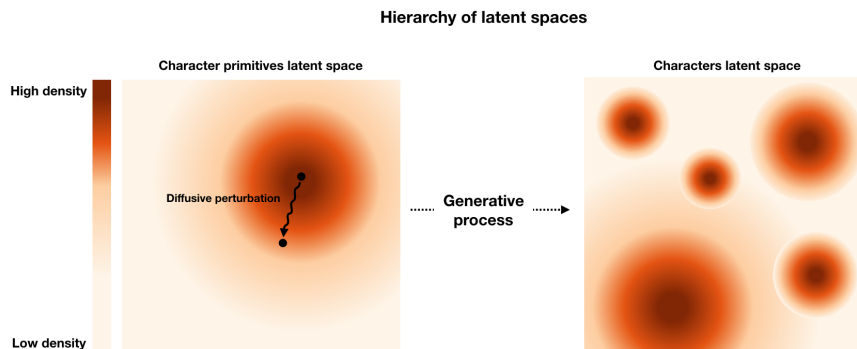 Hierarchy of latent spaces
Character primitives latent space
Characters latent space
High density
Diffusive perturbation
Generative
process
Low density